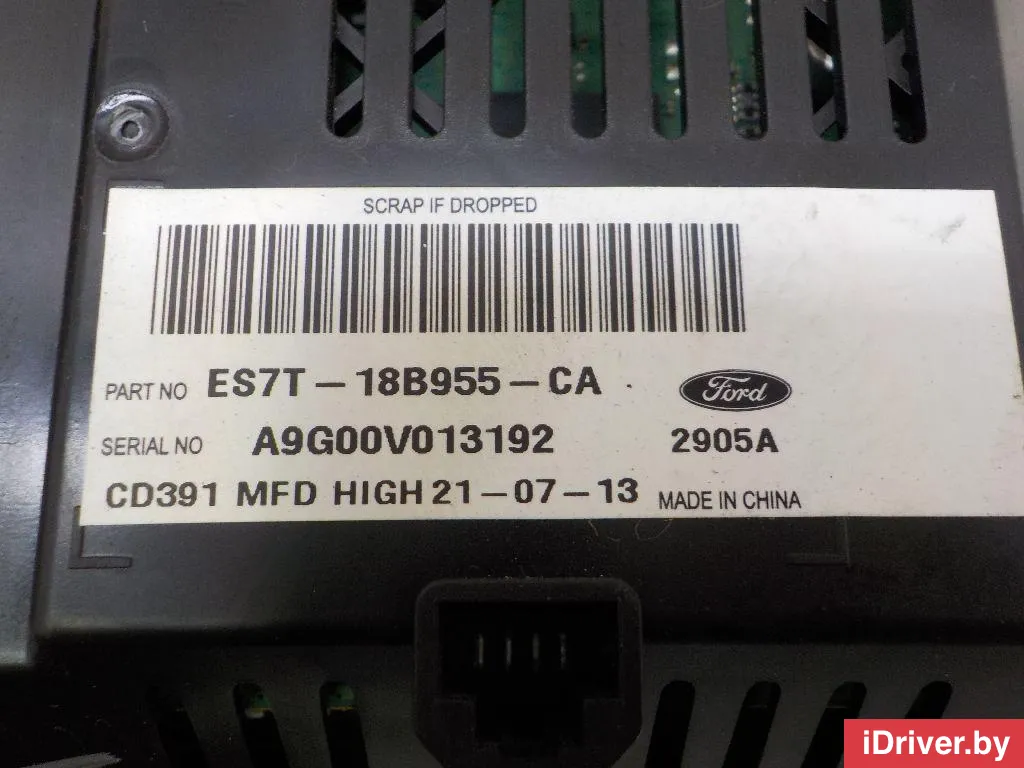 SCRAP IF DROPPED
PART NO ES7T-18B955-CA Ford
SERIAL NO A9G00V013192 2905A
CD391 MFD HIGH 21-07-13 MADE IN CHINA
iDriver.by